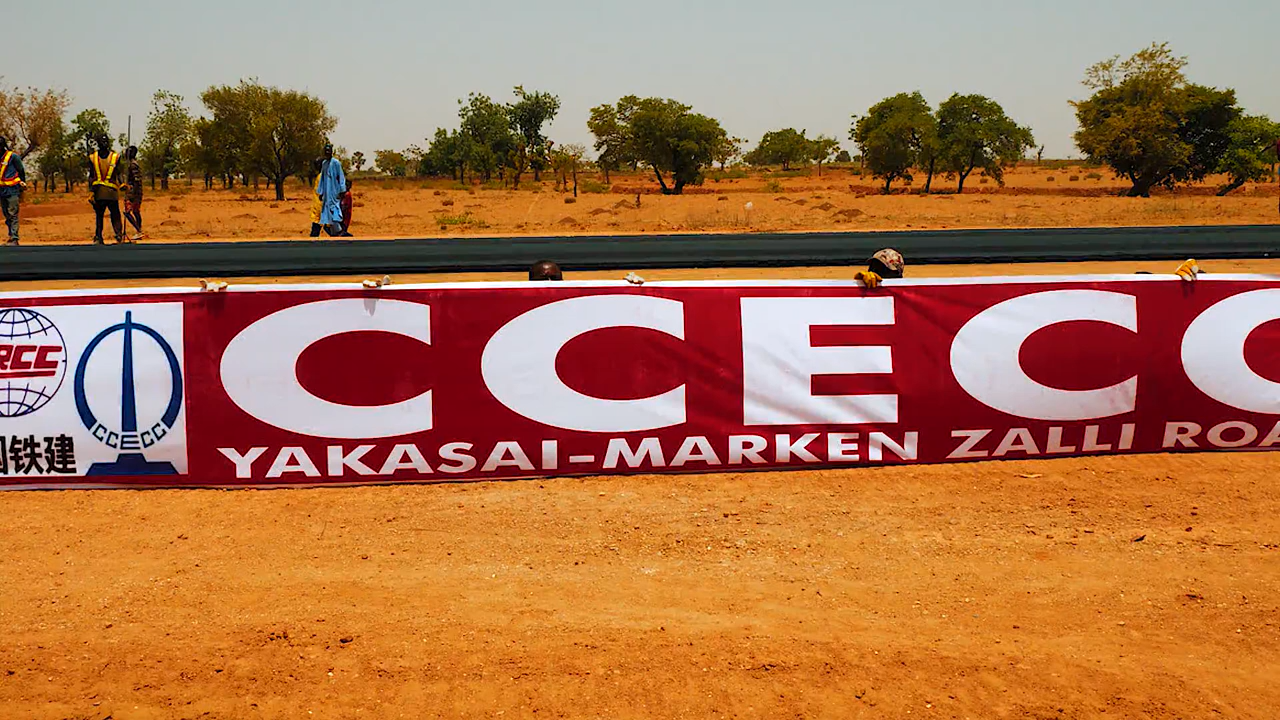 RCC
铁建
CCECC
CCECC
YAKASAI-MARKEN ZALLI ROA